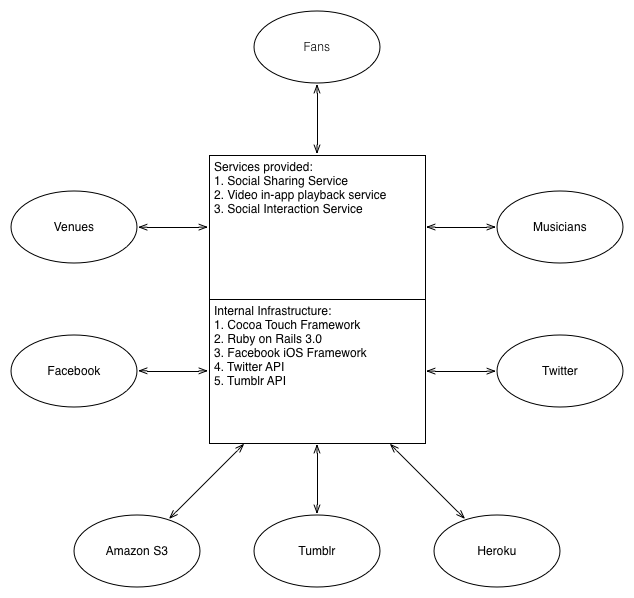 Fans
Services provided:
1. Social Sharing Service
2. Video in-app playback service
3. Social Interaction Service
Venues
Musicians
Internal Infrastructure:
1. Cocoa Touch Framework
2. Ruby on Rails 3.0
3. Facebook iOS Framework
4. Twitter API
5. Tumblr API
Facebook
Twitter
Amazon S3
Tumblr
Heroku